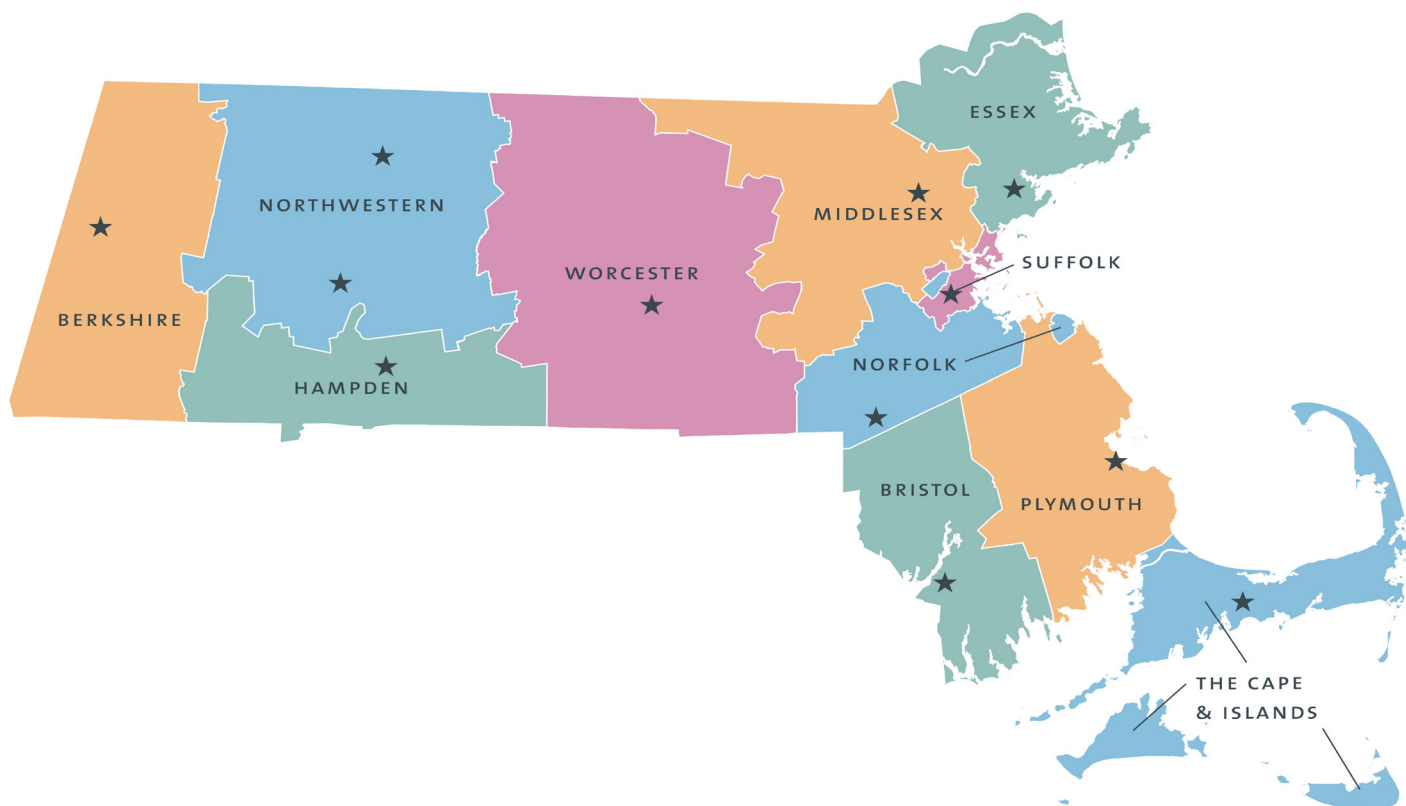 ESSEX
NORTHWESTERN
MIDDLESEX
SUFFOLK
WORCESTER
BERKSHIRE
NORFOLK
HAMPDEN
BRISTOL
PLYMOUTH
THE CAPE
& ISLANDS